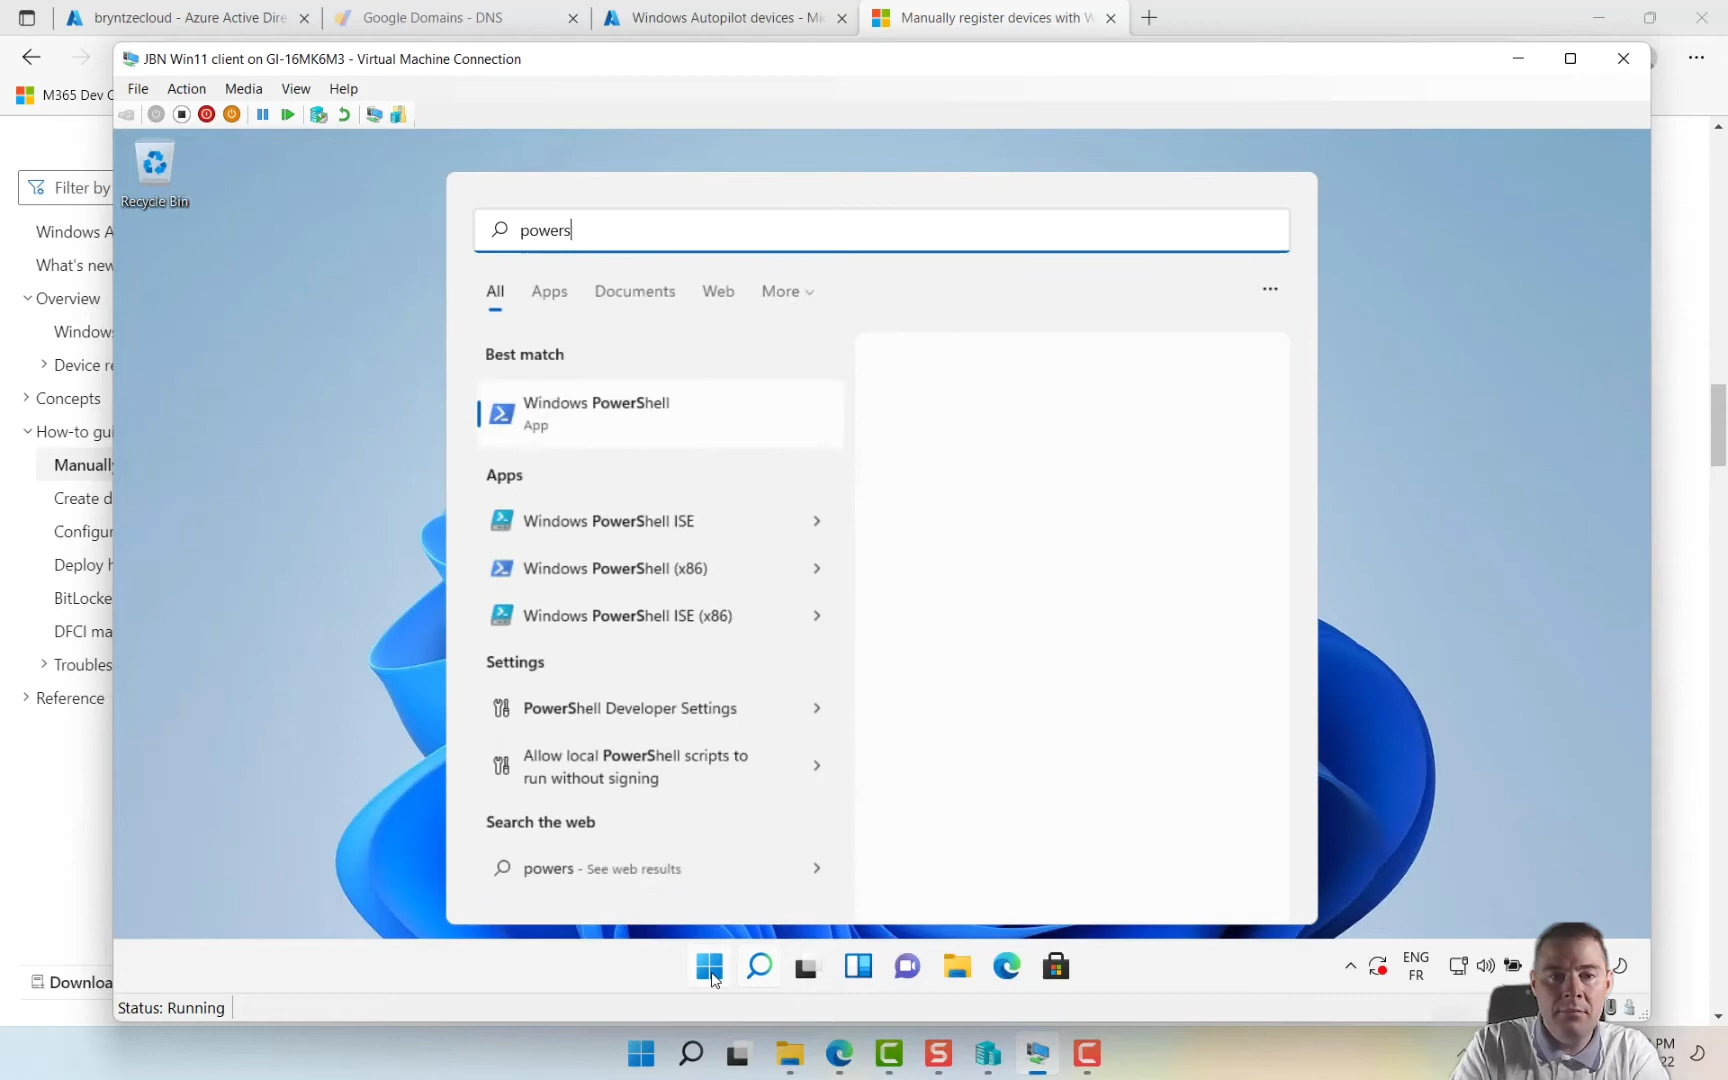 bryntzecloud - Azure Active Dire
Google Domains - DNS
Windows Autopilot devices - Mi
Manually register devices with W
M365 Dev C
JBN Win11 client on GI-16MK6M3 - Virtual Machine Connection
File Action Media View Help
Recycle Bin
Filter by
Windows A
What's new
Overview
Windows
Device re
Concepts
How-to gui
Manually
Create d
Configur
Deploy h
BitLocke
DFCI ma
Troubles
Reference
Downloa
powers
All Apps Documents Web More
Best match
Windows PowerShell
App
Apps
Windows PowerShell ISE
Windows PowerShell (x86)
Windows PowerShell ISE (x86)
Settings
PowerShell Developer Settings
Allow local PowerShell scripts to
run without signing
Search the web
powers - See web results
ENG
FR
Status: Running
PM
22